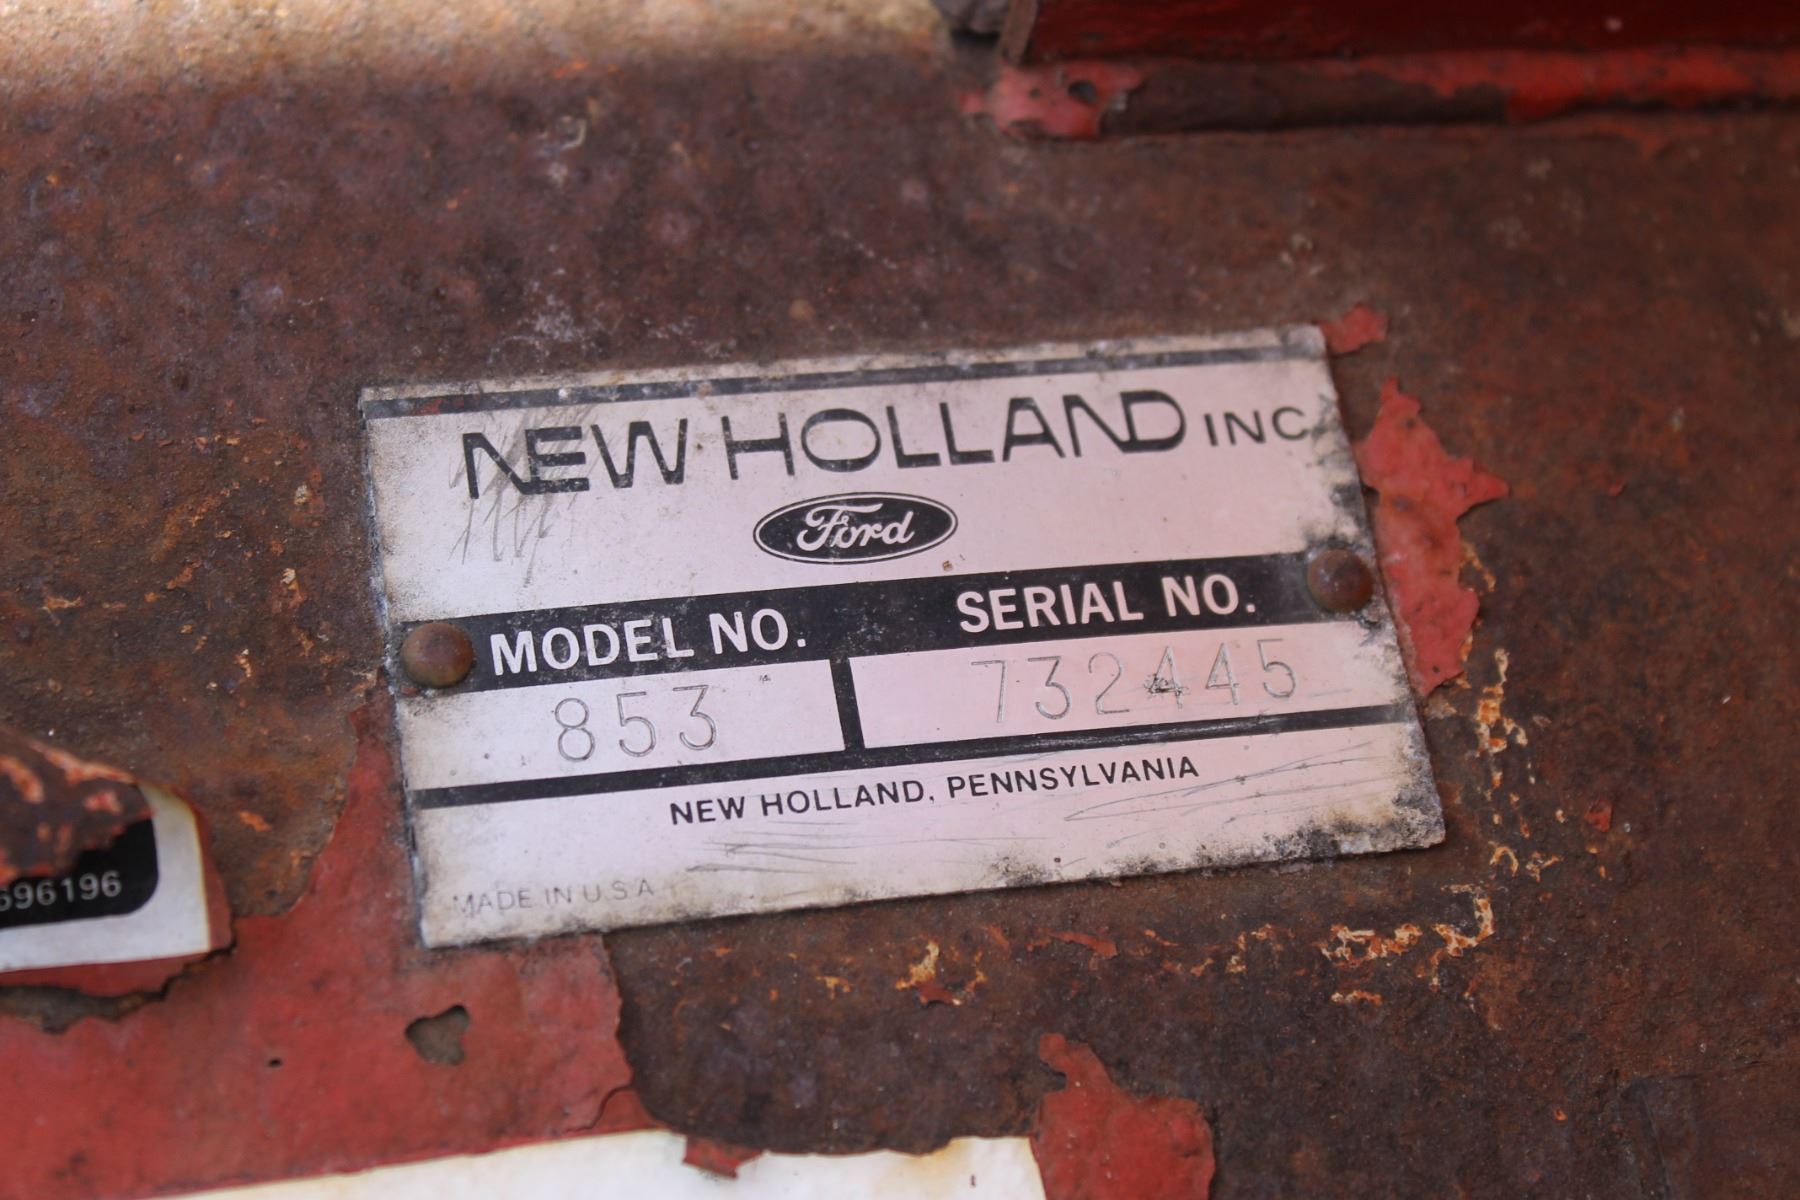 NEW HOLLAND INC
Ford
MODEL NO. SERIAL NO.
853 732445
NEW HOLLAND, PENNSYLVANIA
MADE IN U S A
696196